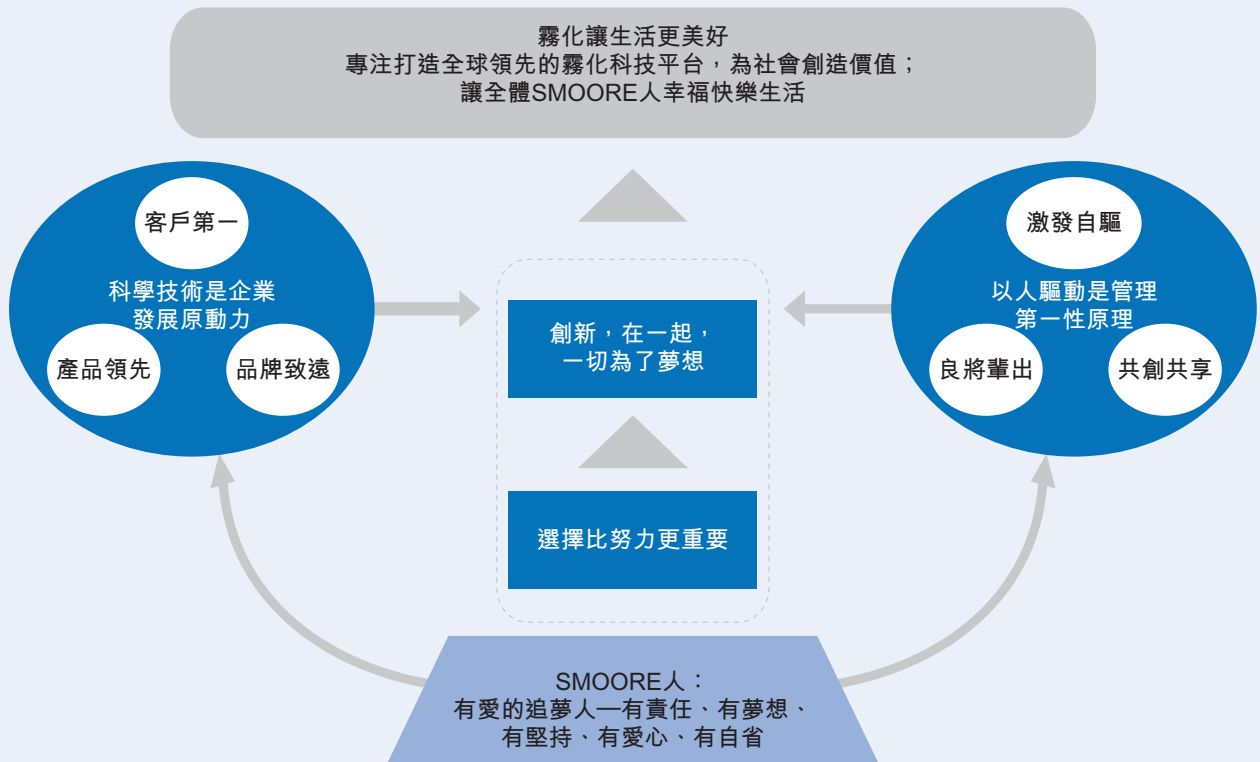 霧化讓生活更美好
專注打造全球領先的霧化科技平台，為社會創造價值；
讓全體SMOORE人幸福快樂生活
客戶第一
科學技術是企業
發展原動力
產品領先
品牌致遠
創新，在一起，
一切為了夢想
選擇比努力更重要
激發自驅
以人驅動是管理
第一性原理
良將輩出
共創共享
SMOORE人：
有愛的追夢人—有責任、有夢想、
有堅持、有愛心、有自省